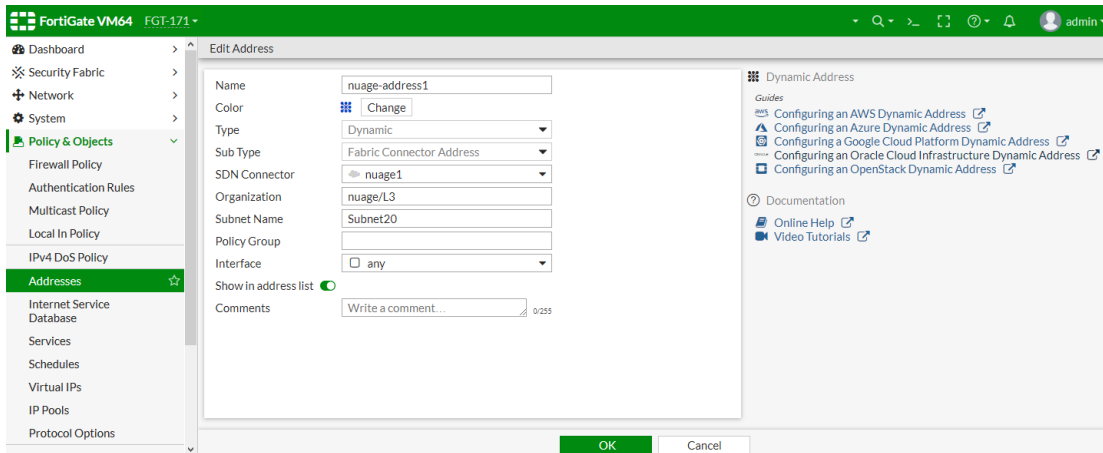 FortiGate VM64 FGT-171
admin
Dashboard
Security Fabric
Network
System
Policy & Objects
Firewall Policy
Authentication Rules
Multicast Policy
Local In Policy
IPv4 DoS Policy
Addresses
Internet Service
Database
Services
Schedules
Virtual IPs
IP Pools
Protocol Options
Edit Address
Name nuage-address1
Color Change
Type Dynamic
Sub Type Fabric Connector Address
SDN Connector nuage1
Organization nuage/L3
Subnet Name Subnet20
Policy Group
Interface any
Show in address list
Comments Write a comment... 0/255
OK Cancel
Dynamic Address
Guides
aws Configuring an AWS Dynamic Address
Configuring an Azure Dynamic Address
Configuring a Google Cloud Platform Dynamic Address
Configuring an Oracle Cloud Infrastructure Dynamic Address
Configuring an OpenStack Dynamic Address
Documentation
Online Help
Video Tutorials